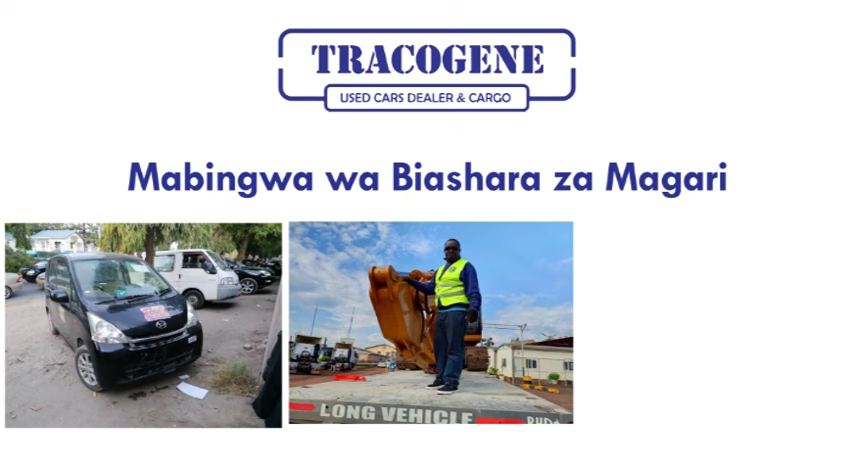 TRACOGENE
USED CARS DEALER & CARGO
Mabingwa wa Biashara za Magari
LONG VEHICLE